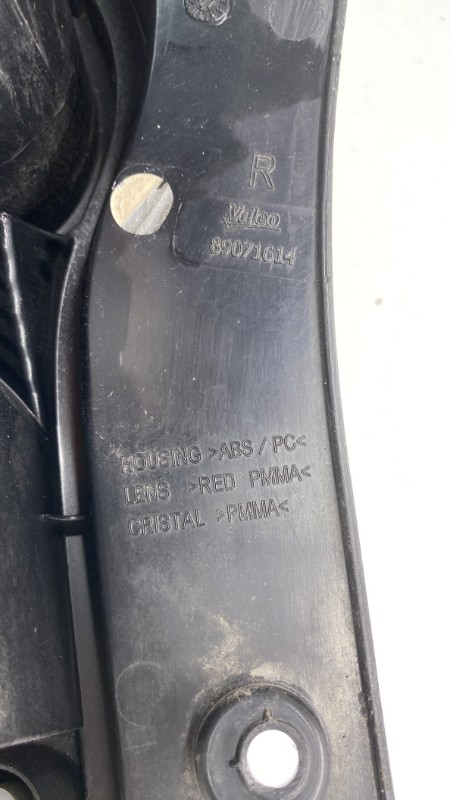 R
Valeo
89071614
HOUSING >ABS / PC<
LENS >RED PMMA<
CRISTAL >PMMA<